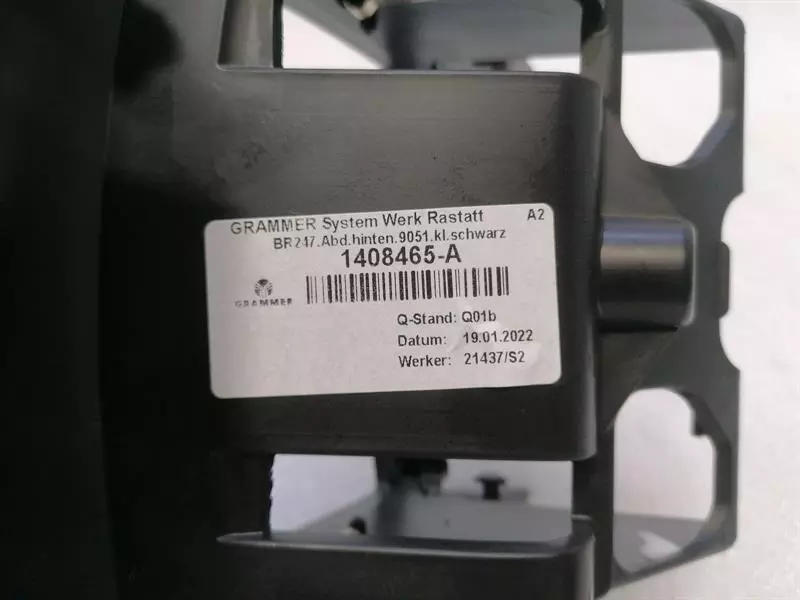 GRAMMER System Werk Rastatt A2
BR247.Abd.hinten.9051.kl.schwarz
1408465-A
GRAMMER
Q-Stand: Q01b
Datum: 19.01.2022
Werker: 21437/S2